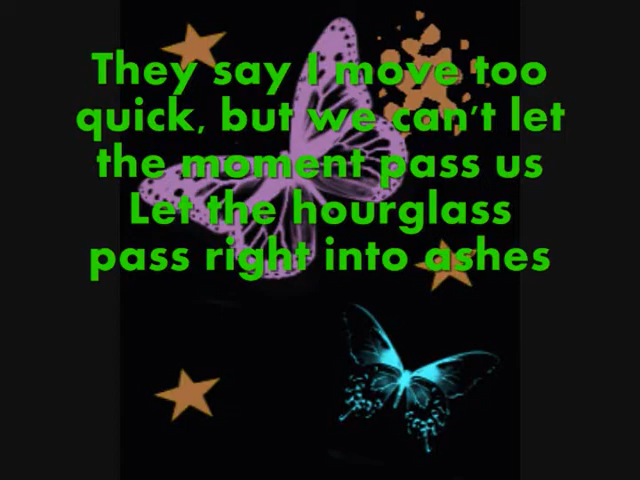 They say I move too
quick, but we can't let
the moment pass us
Let the hourglass
pass right into ashes